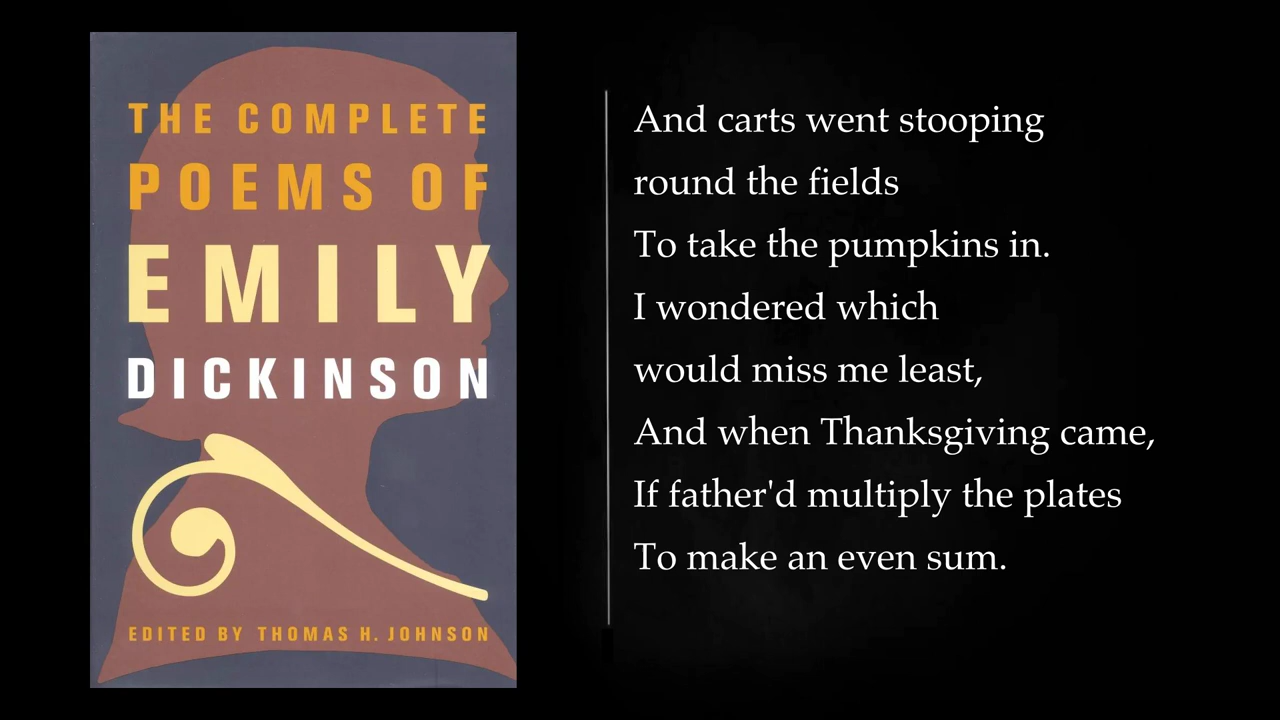 THE COMPLETE
POEMS OF
EMILY
DICKINSON
EDITED BY THOMAS H. JOHNSON
And carts went stooping
round the fields
To take the pumpkins in.
I wondered which
would miss me least,
And when Thanksgiving came,
If father'd multiply the plates
To make an even sum.